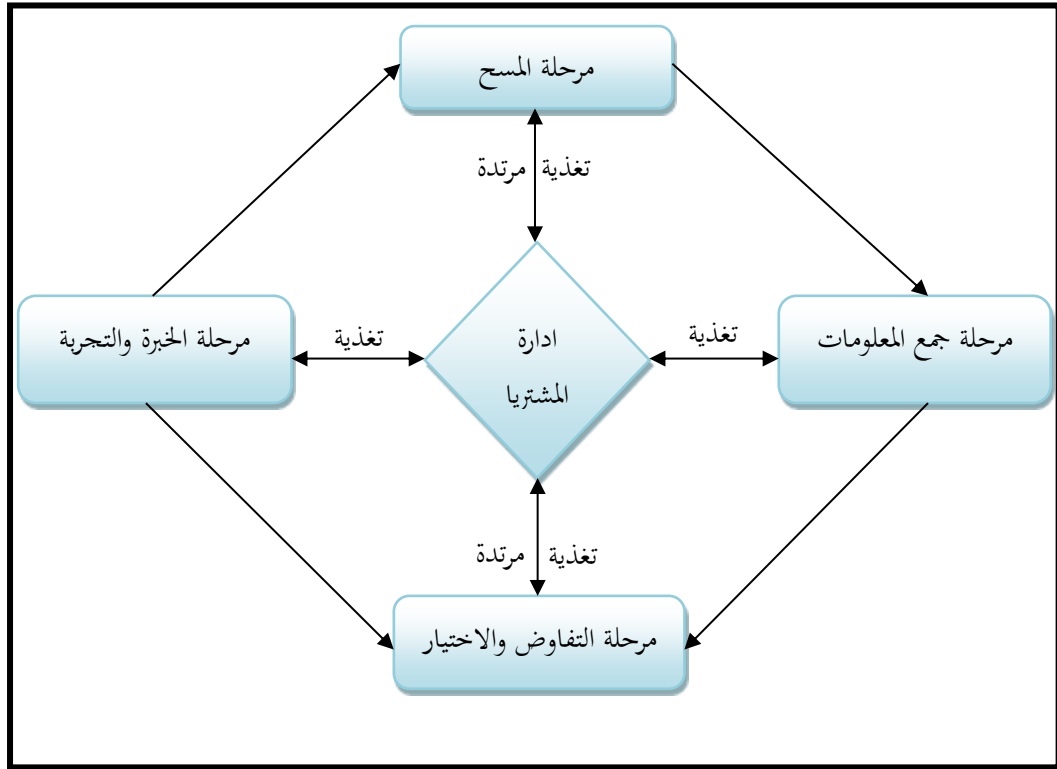 مرحلة المسح
تغذية مرتدة
مرحلة جمع المعلومات
تغذية
ادارة
المشتريا
تغذية
مرحلة الخبرة والتجربة
تغذية مرتدة
مرحلة التفاوض والاختيار